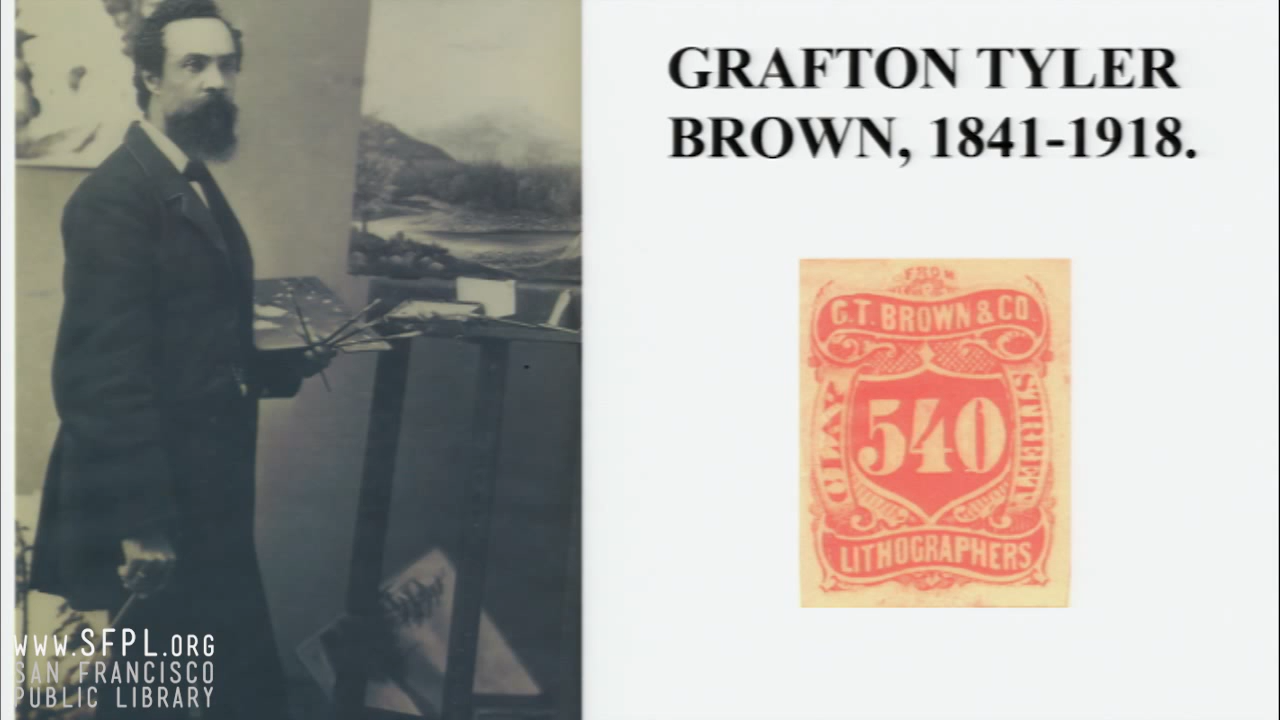 GRAFTON TYLER
BROWN, 1841-1918.
FROM
G.T. BROWN & CO.
CLAY
540
STREET
LITHOGRAPHERS
WWW.SFPL.ORG
SAN FRANCISCO
PUBLIC LIBRARY